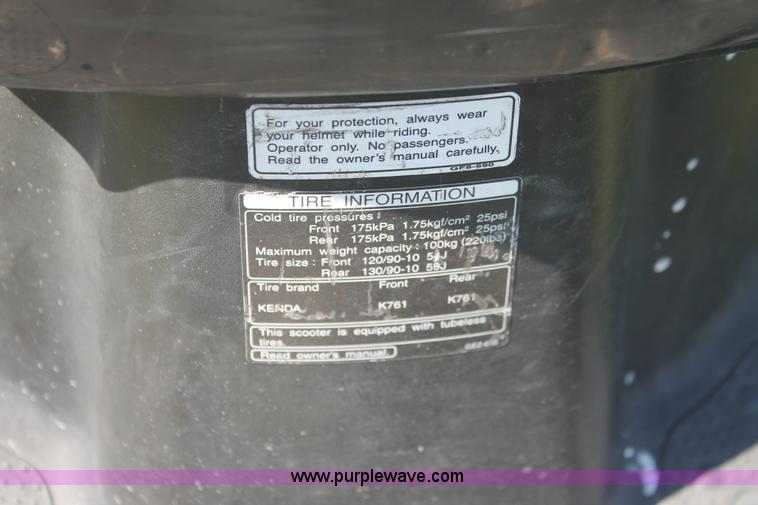 For your protection, always wear
your helmet while riding.
Operator only. No passengers.
Read the owner's manual carefully.
TIRE INFORMATION
Cold tire pressures:
Front 175kPa 1.75kgf/cm² 25psi
Rear 175kPa 1.75kgf/cm² 25psi
Maximum weight capacity : 100kg (220lbs)
Tire size : Front 120/90-10
Rear 130/90-10 59J
Tire brand Front Rear
KENDA K761 K761
This scooter is equipped with tubeless
tires.
Read owner's manual.
www.purplewave.com